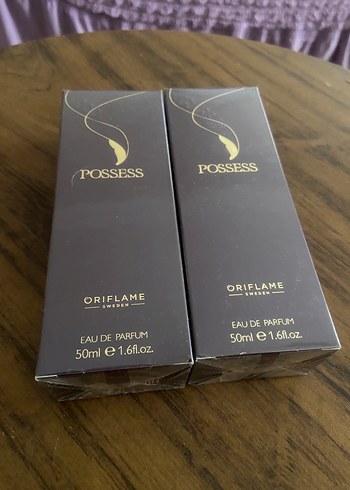 POSSESS
ORIFLAME
SWEDEN
EAU DE PARFUM
50ml ℮ 1.6fl.oz.
POSSESS
ORIFLAME
SWEDEN
EAU DE PARFUM
50ml ℮ 1.6fl.oz.